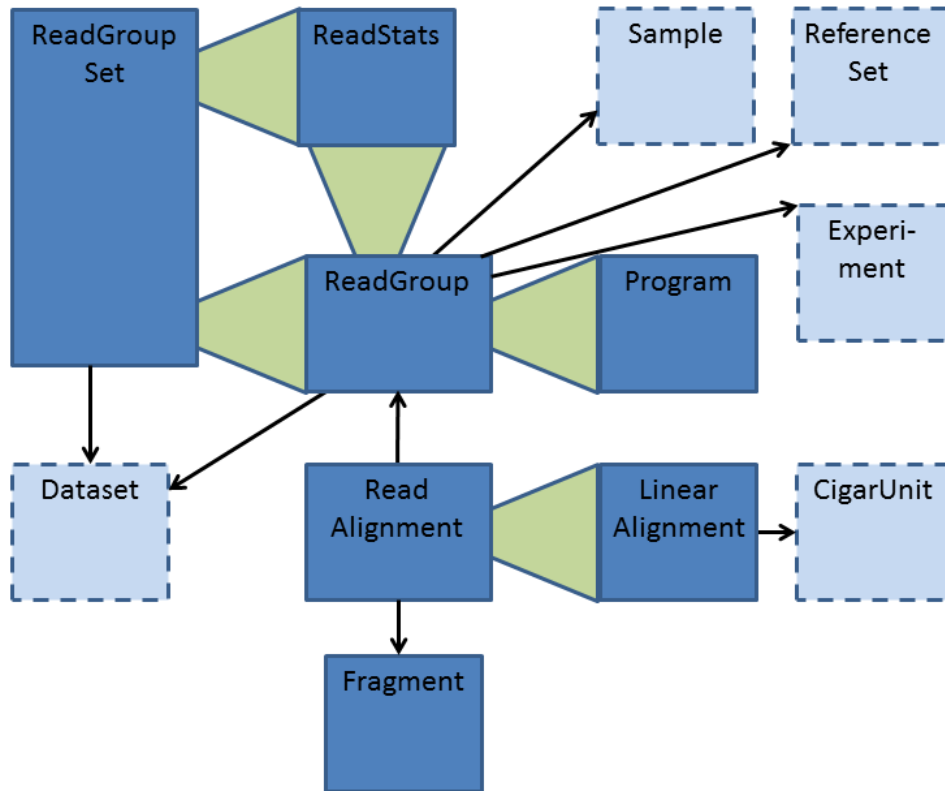 ReadGroup
Set
ReadStats
Sample
Reference
Set
Experi-
ment
ReadGroup
Program
Dataset
Read
Alignment
Linear
Alignment
CigarUnit
Fragment